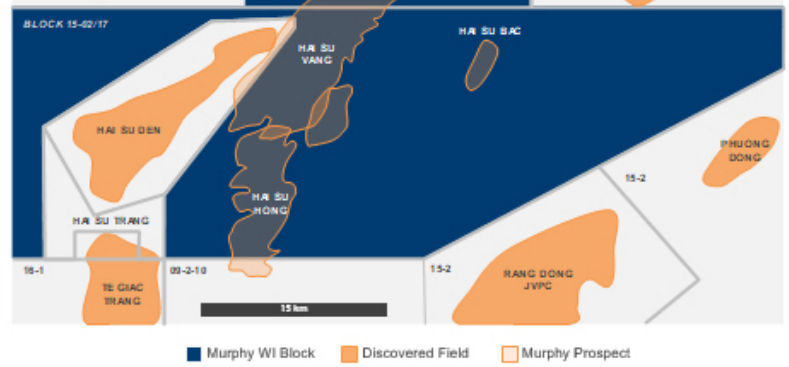 BLOCK 15-02/17
HAI SU
VANG
HAI SU BAC
HAI SU DEN
PHUONG
DONG
15-2
HAI SU
HONG
HAI SU TRANG
16-1
09-2-10
15-2
RANG DONG
JVPC
TE GIAC
TRANG
15 km
Murphy WI Block
Discovered Field
Murphy Prospect